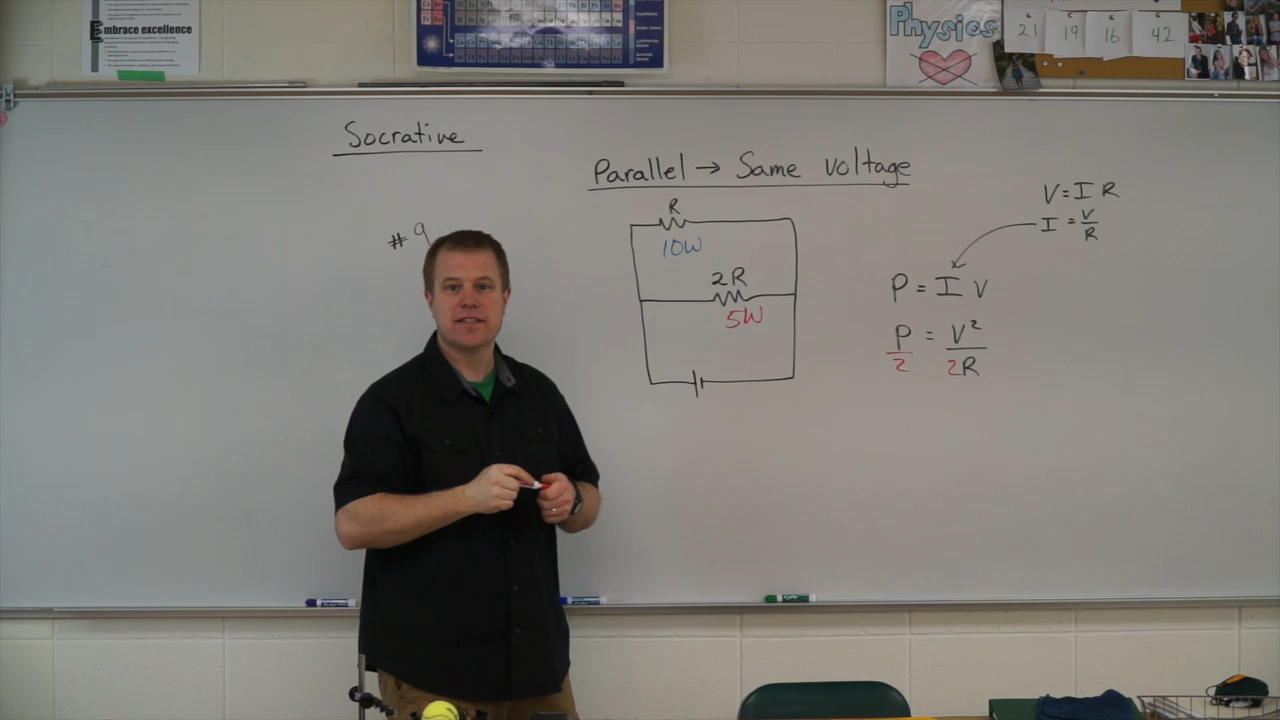 Embrace excellence
Physics
21 19 16 42
Socrative
Parallel → Same voltage
# 9
R
10W
2R
5W
V = I R
I = V/R
P = I V
P/2 = V²/2R